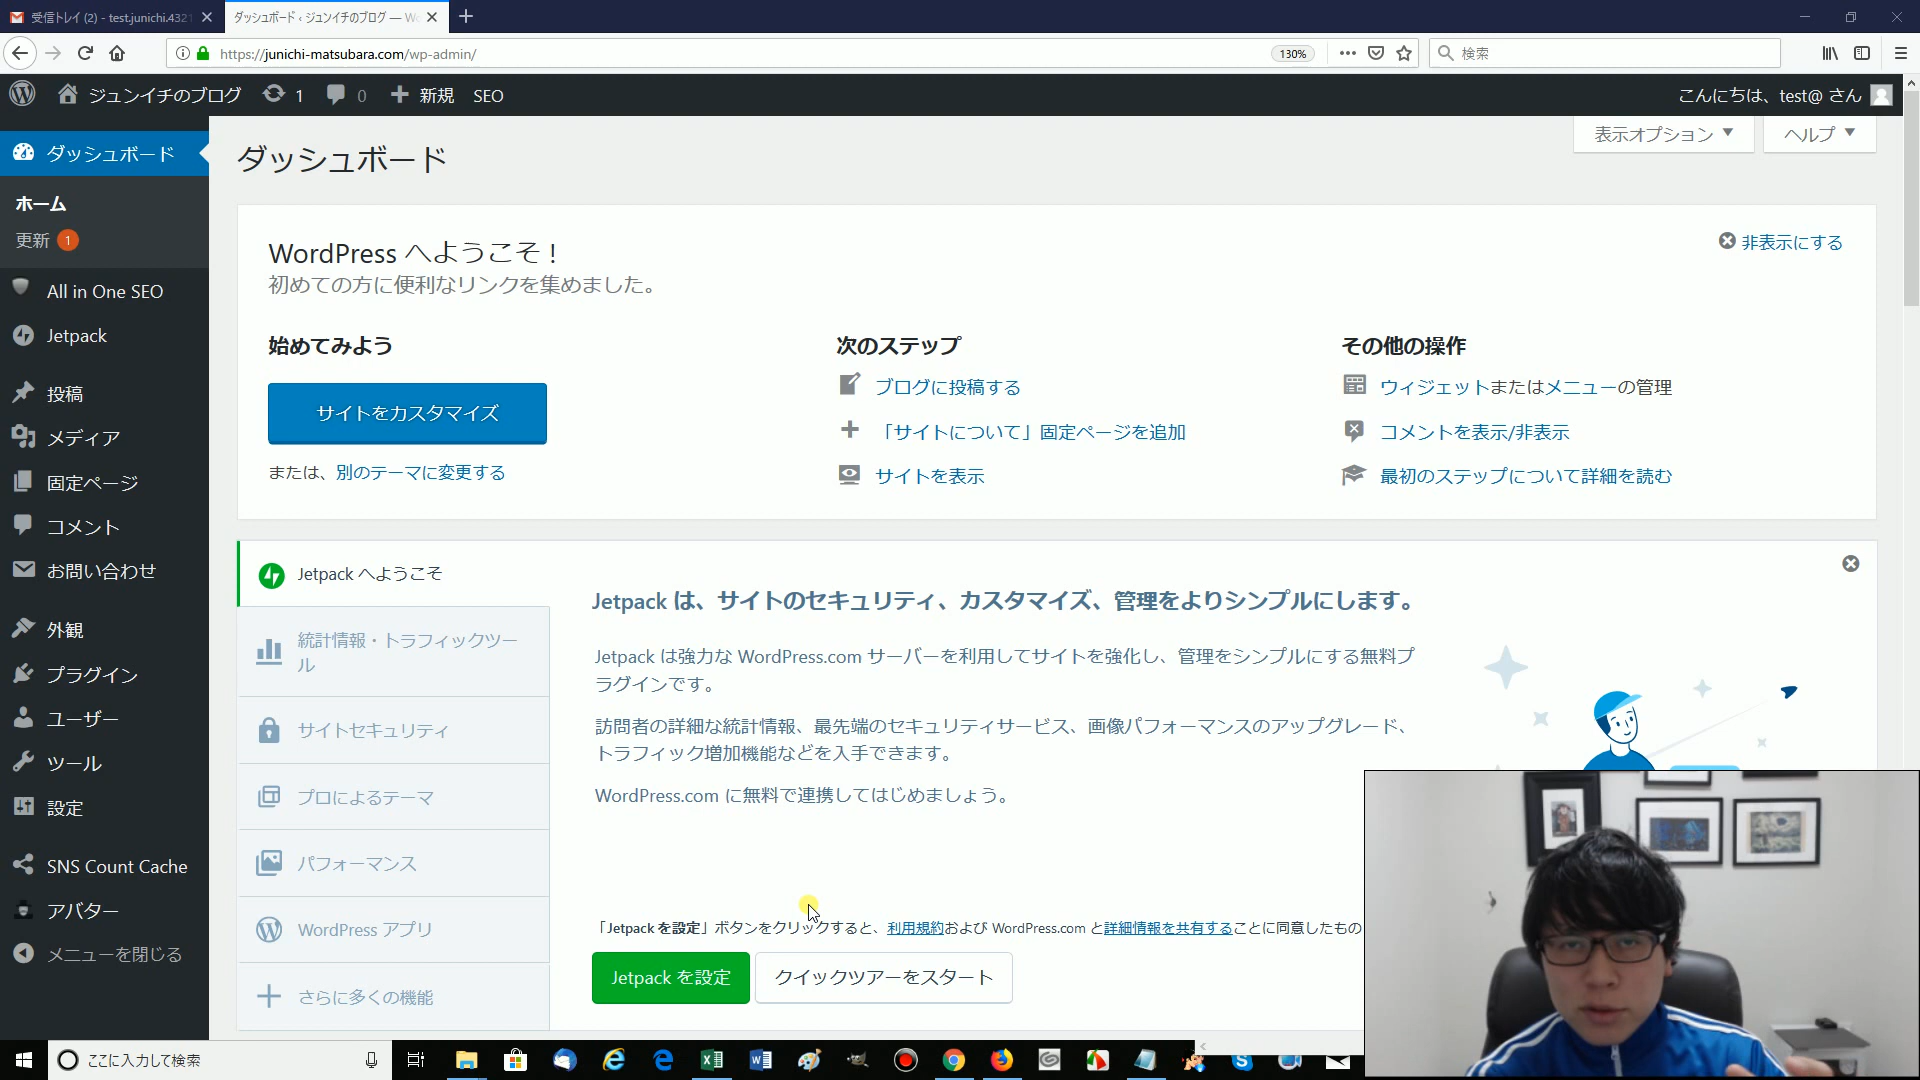 受信トレイ (2) - test.junichi.4321
ダッシュボード ‹ ジュンイチのブログ — Wo
https://junichi-matsubara.com/wp-admin/
130%
検索
ジュンイチのブログ
1
0
新規
SEO
こんにちは、test@ さん
ダッシュボード
ホーム
更新 1
All in One SEO
Jetpack
投稿
メディア
固定ページ
コメント
お問い合わせ
外観
プラグイン
ユーザー
ツール
設定
SNS Count Cache
アバター
メニューを閉じる
表示オプション
ヘルプ
ダッシュボード
WordPress へようこそ !
初めての方に便利なリンクを集めました。
非表示にする
始めてみよう
サイトをカスタマイズ
または、別のテーマに変更する
次のステップ
ブログに投稿する
「サイトについて」固定ページを追加
サイトを表示
その他の操作
ウィジェットまたはメニューの管理
コメントを表示/非表示
最初のステップについて詳細を読む
Jetpack へようこそ
統計情報・トラフィックツー
ル
サイトセキュリティ
プロによるテーマ
パフォーマンス
WordPress アプリ
さらに多くの機能
Jetpack は、サイトのセキュリティ、カスタマイズ、管理をよりシンプルにします。
Jetpack は強力な WordPress.com サーバーを利用してサイトを強化し、管理をシンプルにする無料プ
ラグインです。
訪問者の詳細な統計情報、最先端のセキュリティサービス、画像パフォーマンスのアップグレード、
トラフィック増加機能などを入手できます。
WordPress.com に無料で連携してはじめましょう。
「Jetpack を設定」ボタンをクリックすると、利用規約および WordPress.com と詳細情報を共有することに同意したもの
Jetpack を設定
クイックツアーをスタート
ここに入力して検索